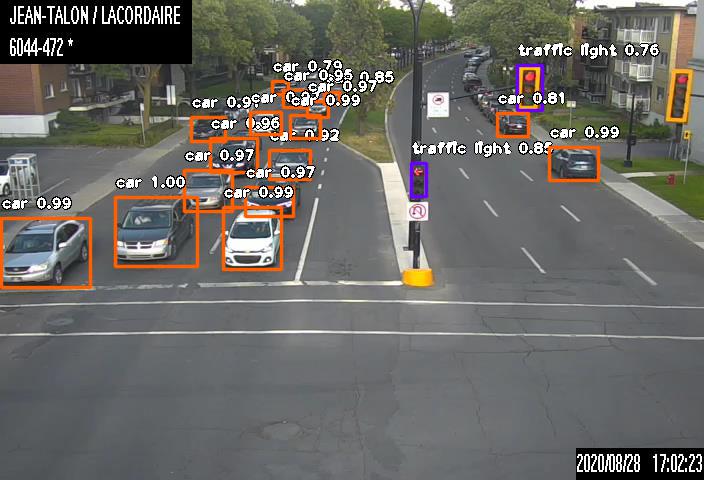 JEAN-TALON / LACORDAIRE
6044-472 *
traffic light 0.76
car 0.79
car 0.95
0.85
car 0.97
car 0.99
car 0.81
car 0.96
0.92
car 0.99
traffic light 0.85
car 0.97
car 0.97
car 1.00
car 0.99
car 0.99
2020/08/28 17:02:23